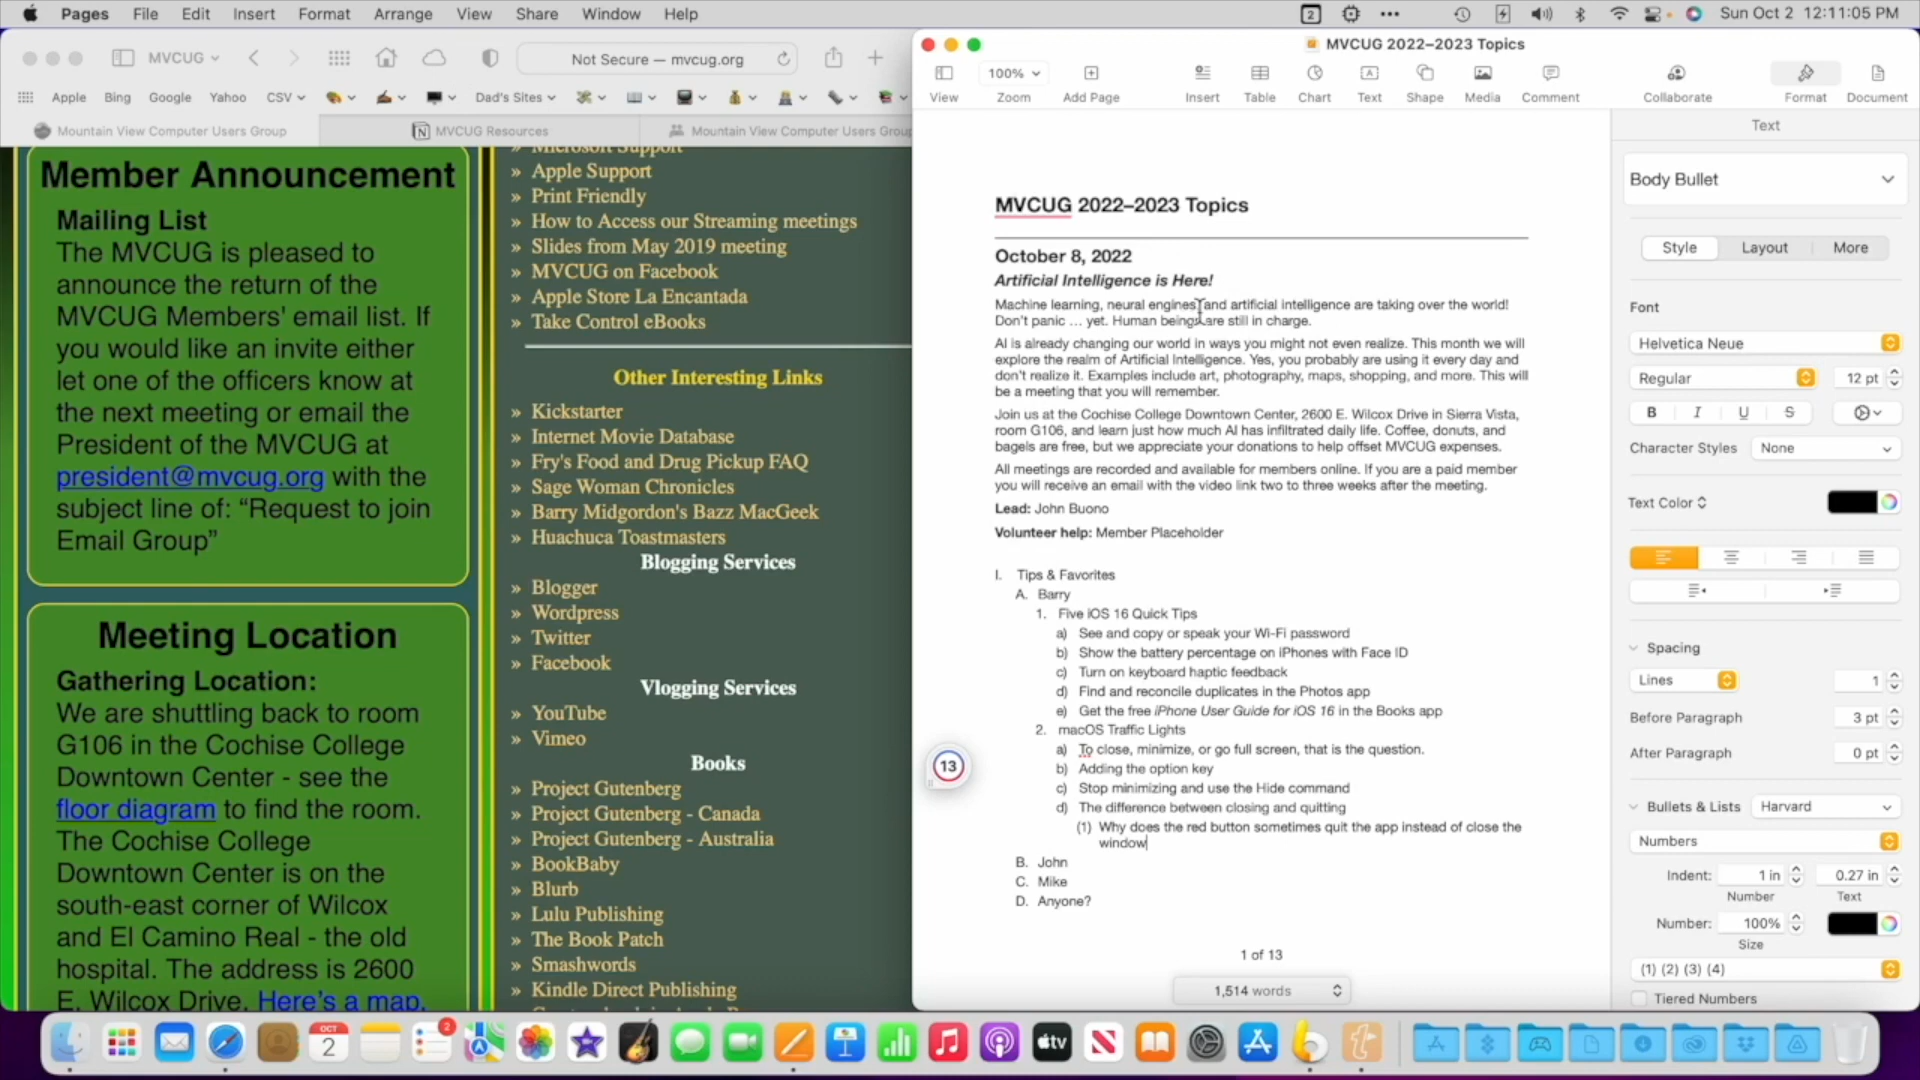 Pages File Edit Insert Format Arrange View Share Window Help
2 Sun Oct 2 12:11:05 PM
MVCUG
Not Secure — mvcug.org
Apple Bing Google Yahoo CSV Dad's Sites
Mountain View Computer Users Group MVCUG Resources Mountain View Computer Users Group
Member Announcement
Mailing List
The MVCUG is pleased to
announce the return of the
MVCUG Members' email list. If
you would like an invite either
let one of the officers know at
the next meeting or email the
President of the MVCUG at
president@mvcug.org with the
subject line of: “Request to join
Email Group”
Meeting Location
Gathering Location:
We are shuttling back to room
G106 in the Cochise College
Downtown Center - see the
floor diagram to find the room.
The Cochise College
Downtown Center is on the
south-east corner of Wilcox
and El Camino Real - the old
hospital. The address is 2600
E. Wilcox Drive. Here's a map.
» Microsoft Support
» Apple Support
» Print Friendly
» How to Access our Streaming meetings
» Slides from May 2019 meeting
» MVCUG on Facebook
» Apple Store La Encantada
» Take Control eBooks
Other Interesting Links
» Kickstarter
» Internet Movie Database
» Fry's Food and Drug Pickup FAQ
» Sage Woman Chronicles
» Barry Midgordon's Bazz MacGeek
» Huachuca Toastmasters
Blogging Services
» Blogger
» Wordpress
» Twitter
» Facebook
Vlogging Services
» YouTube
» Vimeo
Books
» Project Gutenberg
» Project Gutenberg - Canada
» Project Gutenberg - Australia
» BookBaby
» Blurb
» Lulu Publishing
» The Book Patch
» Smashwords
» Kindle Direct Publishing
MVCUG 2022–2023 Topics
100%
View Zoom Add Page Insert Table Chart Text Shape Media Comment Collaborate Format Document
MVCUG 2022–2023 Topics
October 8, 2022
Artificial Intelligence is Here!
Machine learning, neural engines, and artificial intelligence are taking over the world!
Don't panic … yet. Human beings are still in charge.
AI is already changing our world in ways you might not even realize. This month we will
explore the realm of Artificial Intelligence. Yes, you probably are using it every day and
don't realize it. Examples include art, photography, maps, shopping, and more. This will
be a meeting that you will remember.
Join us at the Cochise College Downtown Center, 2600 E. Wilcox Drive in Sierra Vista,
room G106, and learn just how much AI has infiltrated daily life. Coffee, donuts, and
bagels are free, but we appreciate your donations to help offset MVCUG expenses.
All meetings are recorded and available for members online. If you are a paid member
you will receive an email with the video link two to three weeks after the meeting.
Lead: John Buono
Volunteer help: Member Placeholder
I. Tips & Favorites
A. Barry
1. Five iOS 16 Quick Tips
a) See and copy or speak your Wi-Fi password
b) Show the battery percentage on iPhones with Face ID
c) Turn on keyboard haptic feedback
d) Find and reconcile duplicates in the Photos app
e) Get the free iPhone User Guide for iOS 16 in the Books app
2. macOS Traffic Lights
a) To close, minimize, or go full screen, that is the question.
b) Adding the option key
c) Stop minimizing and use the Hide command
d) The difference between closing and quitting
(1) Why does the red button sometimes quit the app instead of close the
window
B. John
C. Mike
D. Anyone?
13
1 of 13
1,514 words
Text
Body Bullet
Style Layout More
Font
Helvetica Neue
Regular 12 pt
B I U S
Character Styles None
Text Color
Spacing
Lines 1
Before Paragraph 3 pt
After Paragraph 0 pt
Bullets & Lists Harvard
Numbers
Indent: 1 in 0.27 in
Number Text
Number: 100%
Size
(1) (2) (3) (4)
Tiered Numbers
OCT
2
2
tv